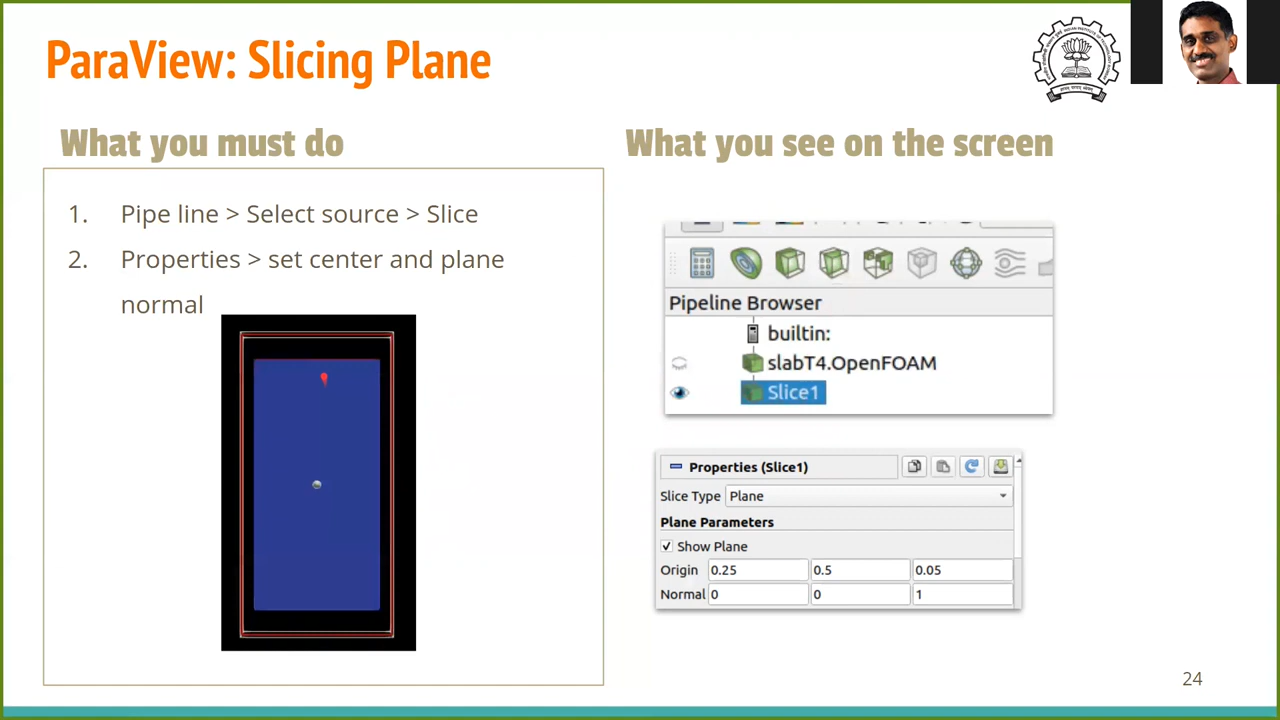 ParaView: Slicing Plane
What you must do
1. Pipe line > Select source > Slice
2. Properties > set center and plane
normal
What you see on the screen
Pipeline Browser
builtin:
slabT4.OpenFOAM
Slice1
Properties (Slice1)
Slice Type Plane
Plane Parameters
Show Plane
Origin 0.25 0.5 0.05
Normal 0 0 1
24